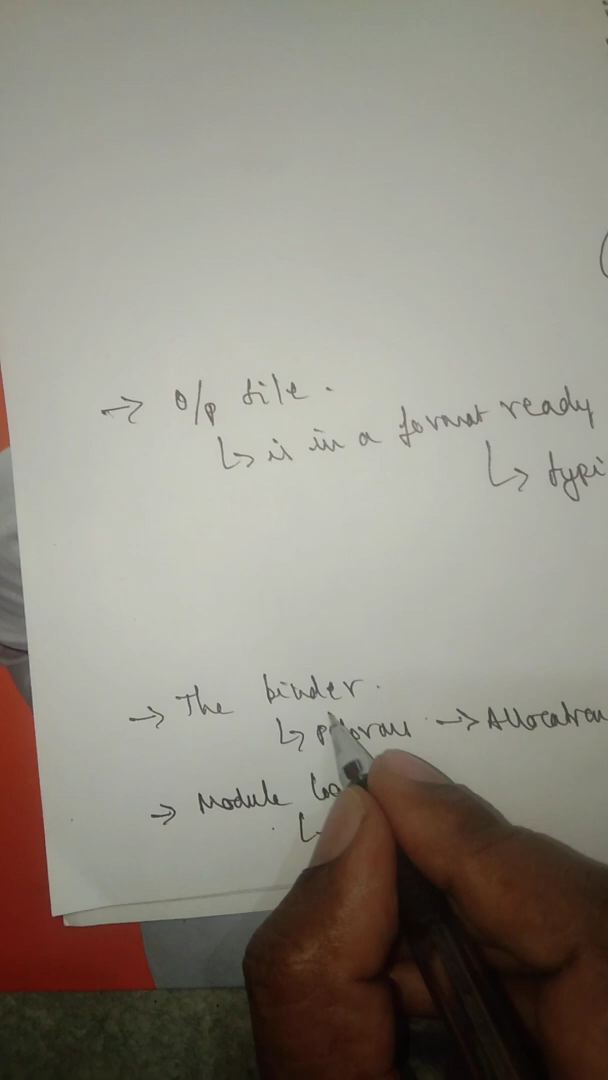 → O/p file.
↳ is in a format ready
↳ typi
→ The binder.
↳ → Allocation
→ Module
↳